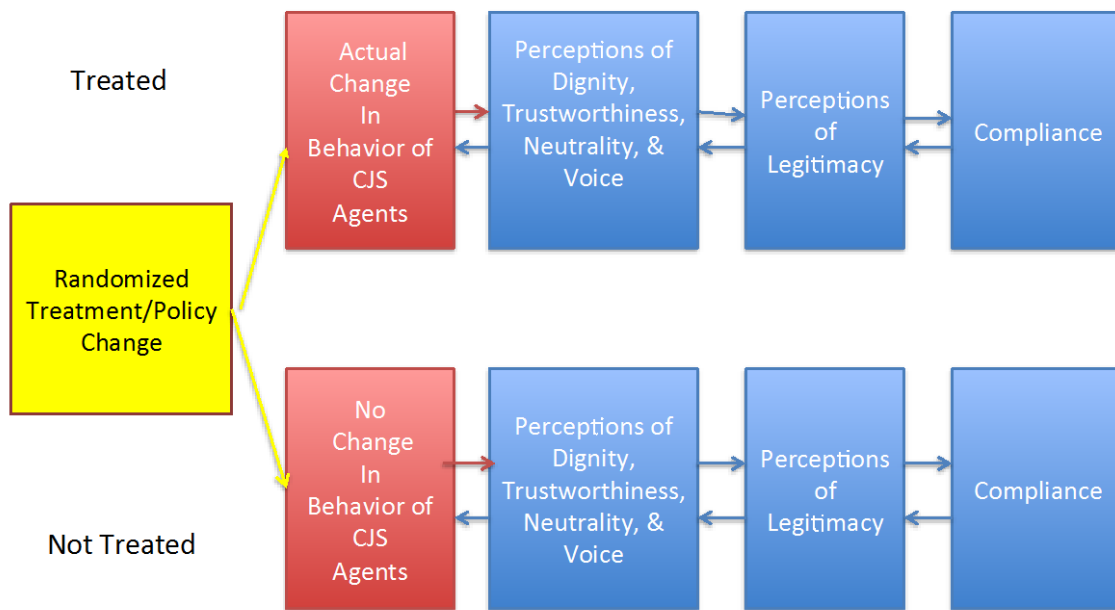 Treated
Actual
Change
In
Behavior of
CJS
Agents
Perceptions of
Dignity,
Trustworthiness,
Neutrality, &
Voice
Perceptions
of
Legitimacy
Compliance
Randomized
Treatment/Policy
Change
Not Treated
No
Change
In
Behavior of
CJS
Agents
Perceptions of
Dignity,
Trustworthiness,
Neutrality, &
Voice
Perceptions
of
Legitimacy
Compliance